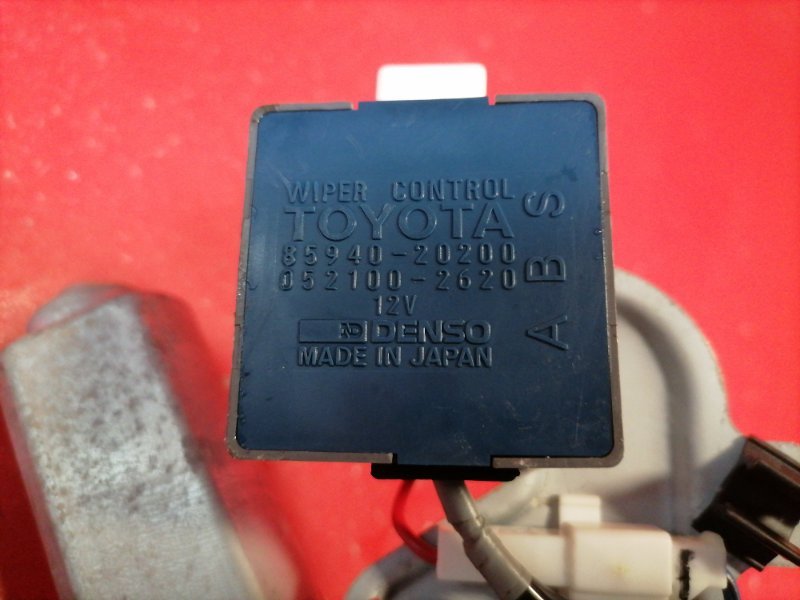 WIPER CONTROL
TOYOTA
85940-20200
052100-2620
12V
DENSO
MADE IN JAPAN
ABS